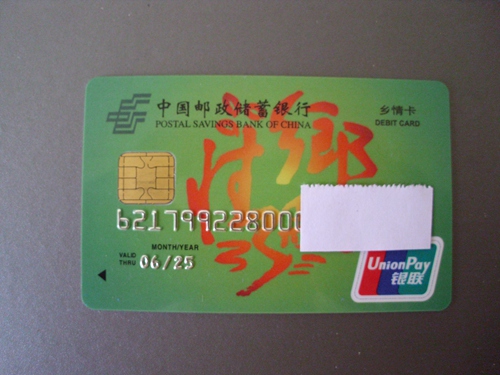 中国邮政储蓄银行
POSTAL SAVINGS BANK OF CHINA
乡情卡
DEBIT CARD
621799228000
MONTH/YEAR
VALID THRU 06/25
UnionPay
银联